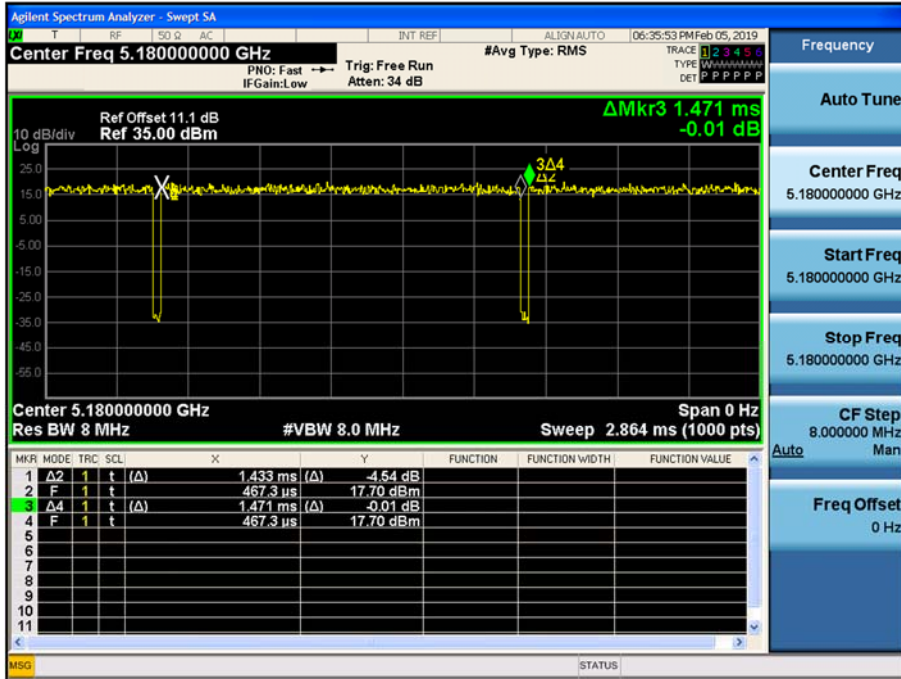 Agilent Spectrum Analyzer - Swept SA
LXI T RF 50 Ω AC INT REF ALIGN AUTO 06:35:53 PM Feb 05, 2019
Center Freq 5.180000000 GHz #Avg Type: RMS TRACE 1 2 3 4 5 6
PNO: Fast Trig: Free Run TYPE W
IFGain:Low Atten: 34 dB DET P P P P P P
Frequency
Auto Tune
Center Freq
5.180000000 GHz
Start Freq
5.180000000 GHz
Stop Freq
5.180000000 GHz
CF Step
8.000000 MHz
Auto Man
Freq Offset
0 Hz
ΔMkr3 1.471 ms
-0.01 dB
Ref Offset 11.1 dB
10 dB/div Ref 35.00 dBm
Log
25.0
15.0
5.00
-5.00
-15.0
-25.0
-35.0
-45.0
-55.0
3Δ4
Center 5.180000000 GHz Span 0 Hz
Res BW 8 MHz #VBW 8.0 MHz Sweep 2.864 ms (1000 pts)
MKR MODE TRC SCL X Y FUNCTION FUNCTION WIDTH FUNCTION VALUE
1 Δ2 1 t (Δ) 1.433 ms (Δ) -4.54 dB
2 F 1 t 467.3 µs 17.70 dBm
3 Δ4 1 t (Δ) 1.471 ms (Δ) -0.01 dB
4 F 1 t 467.3 µs 17.70 dBm
5
6
7
8
9
10
11
MSG STATUS